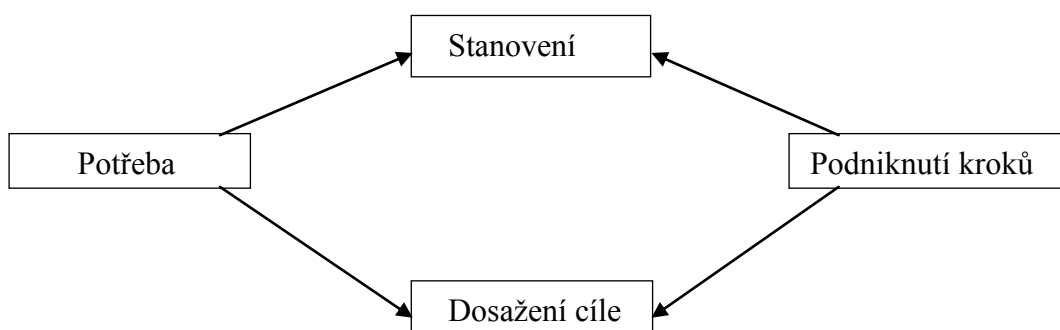 Stanovení
Potřeba
Podniknutí kroků
Dosažení cíle